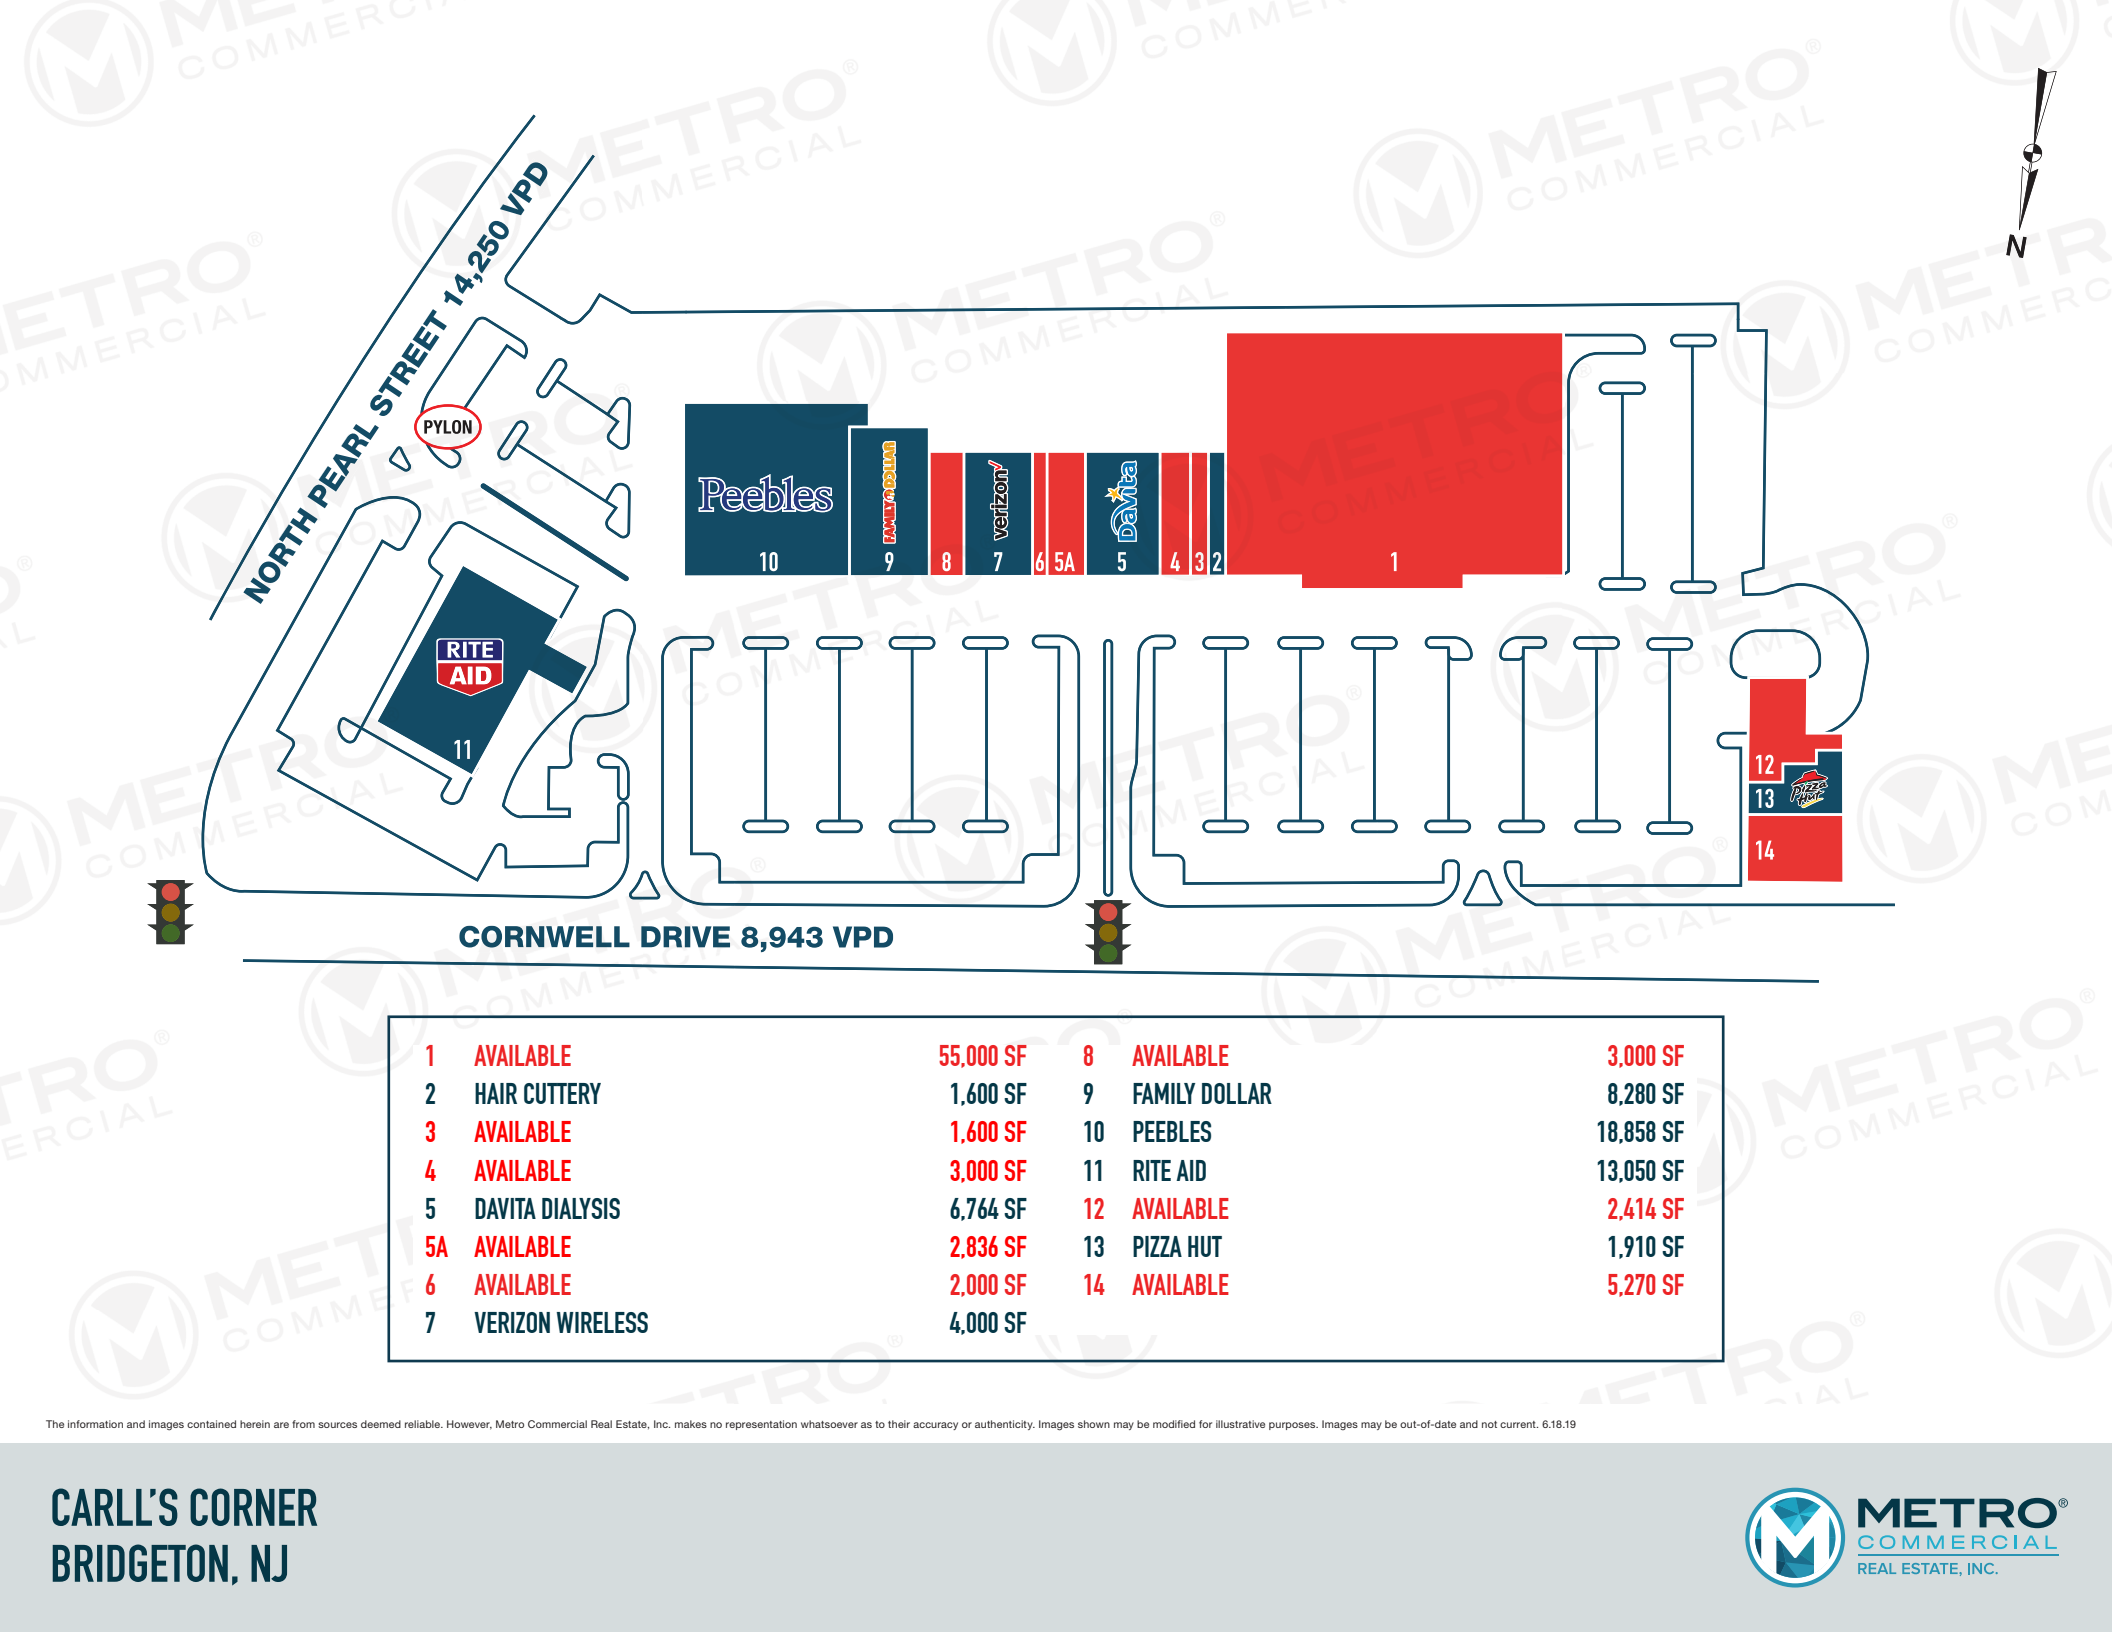 METRO®
COMMERCIAL
N
NORTH PEARL STREET 14,250 VPD
PYLON
Peebles
10
FAMILY DOLLAR
9
8
verizon
7
6
5A
DaVita
5
4
3
2
1
RITE
AID
11
12
13
Pizza
Hut
14
CORNWELL DRIVE 8,943 VPD
1 AVAILABLE 55,000 SF
2 HAIR CUTTERY 1,600 SF
3 AVAILABLE 1,600 SF
4 AVAILABLE 3,000 SF
5 DAVITA DIALYSIS 6,764 SF
5A AVAILABLE 2,836 SF
6 AVAILABLE 2,000 SF
7 VERIZON WIRELESS 4,000 SF
8 AVAILABLE 3,000 SF
9 FAMILY DOLLAR 8,280 SF
10 PEEBLES 18,858 SF
11 RITE AID 13,050 SF
12 AVAILABLE 2,414 SF
13 PIZZA HUT 1,910 SF
14 AVAILABLE 5,270 SF
The information and images contained herein are from sources deemed reliable. However, Metro Commercial Real Estate, Inc. makes no representation whatsoever as to their accuracy or authenticity. Images shown may be modified for illustrative purposes. Images may be out-of-date and not current. 6.18.19
CARLL'S CORNER
BRIDGETON, NJ
METRO®
COMMERCIAL
REAL ESTATE, INC.